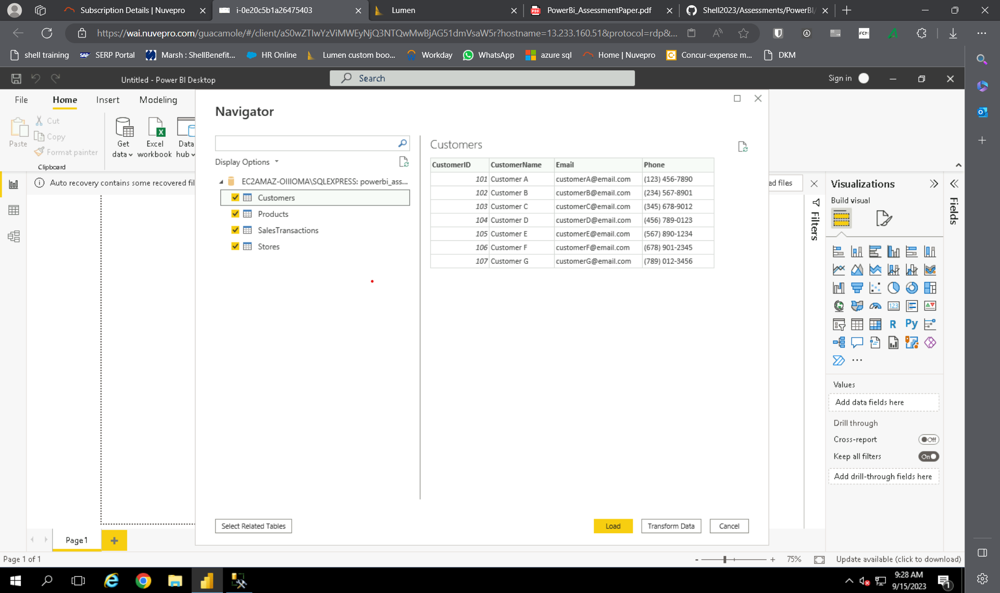 Subscription Details | Nuvepro
i-0e20c5b1a26475403
Lumen
PowerBi_AssessmentPaper.pdf
Shell2023/Assessments/PowerBI/
https://wai.nuvepro.com/guacamole/#/client/aS0wZTIwYzViMWEyNjQ3NTQwMwBjAG51dmVsaW5r?hostname=13.233.160.51&protocol=rdp&...
shell training
SERP Portal
Marsh : ShellBenefit...
HR Online
Lumen custom boo...
Workday
WhatsApp
azure sql
Home | Nuvepro
Concur-expense m...
DKM
Untitled - Power BI Desktop
Search
Sign in
File
Home
Insert
Modeling
Paste
Cut
Copy
Format painter
Clipboard
Get data
Excel workbook
Data hub
Auto recovery contains some recovered fil
ed files
Navigator
Display Options
EC2AMAZ-OIIIOMA\SQLEXPRESS: powerbi_ass...
Customers
Products
SalesTransactions
Stores
Customers
CustomerID CustomerName Email Phone
101 Customer A customerA@email.com (123) 456-7890
102 Customer B customerB@email.com (234) 567-8901
103 Customer C customerC@email.com (345) 678-9012
104 Customer D customerD@email.com (456) 789-0123
105 Customer E customerE@email.com (567) 890-1234
106 Customer F customerF@email.com (678) 901-2345
107 Customer G customerG@email.com (789) 012-3456
Select Related Tables
Load
Transform Data
Cancel
Filters
Visualizations
Build visual
123
R
Py
Values
Add data fields here
Drill through
Cross-report
Off
Keep all filters
On
Add drill-through fields here
Fields
Page 1
Page 1 of 1
75%
Update available (click to download)
9:28 AM
9/15/2023
1